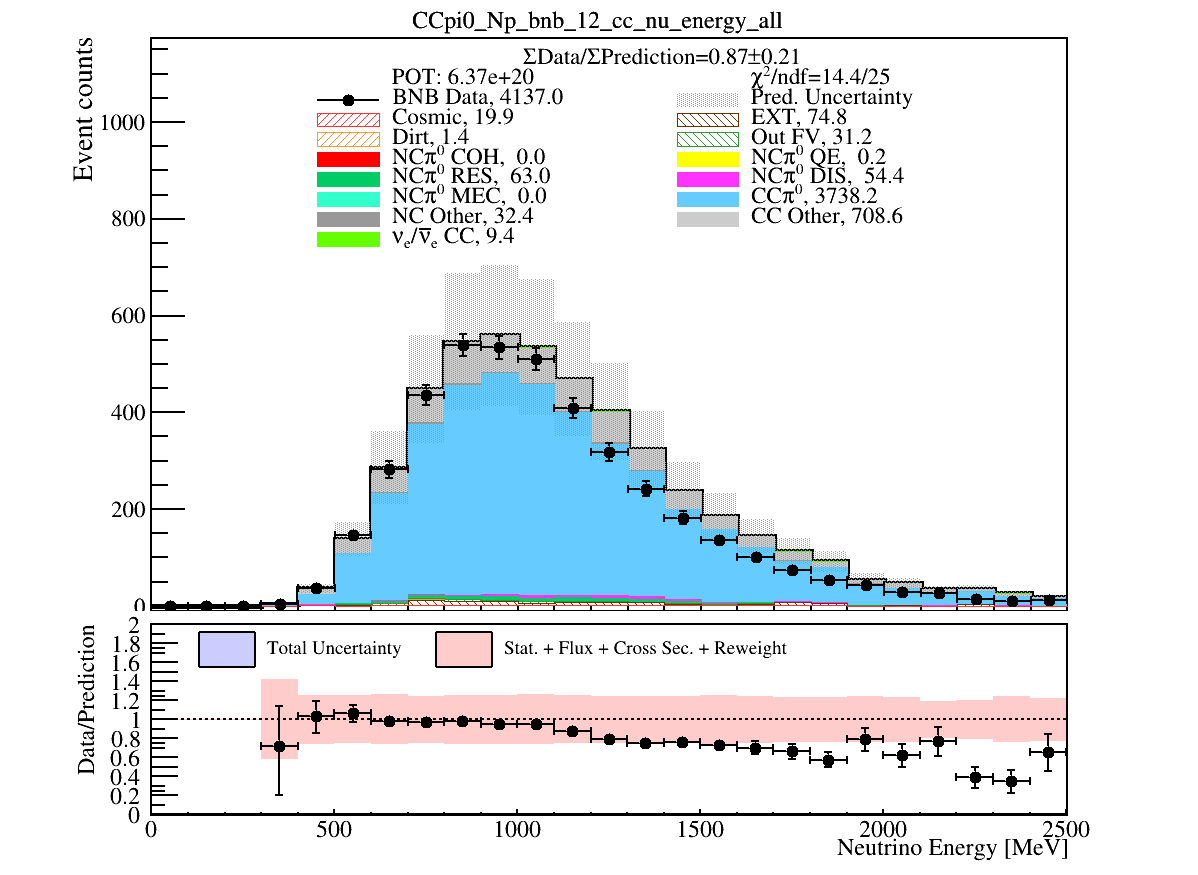 CCpi0_Np_bnb_12_cc_nu_energy_all
Event counts
ΣData/ΣPrediction=0.87±0.21
POT: 6.37e+20
χ²/ndf=14.4/25
BNB Data, 4137.0
Pred. Uncertainty
Cosmic, 19.9
EXT, 74.8
Dirt, 1.4
Out FV, 31.2
NCπ⁰ COH, 0.0
NCπ⁰ QE, 0.2
NCπ⁰ RES, 63.0
NCπ⁰ DIS, 54.4
NCπ⁰ MEC, 0.0
CCπ⁰, 3738.2
NC Other, 32.4
CC Other, 708.6
νₑ/ν̅ₑ CC, 9.4
1000
800
600
400
200
0
Data/Prediction
Total Uncertainty
Stat. + Flux + Cross Sec. + Reweight
2
1.8
1.6
1.4
1.2
1
0.8
0.6
0.4
0.2
0
0 500 1000 1500 2000 2500
Neutrino Energy [MeV]